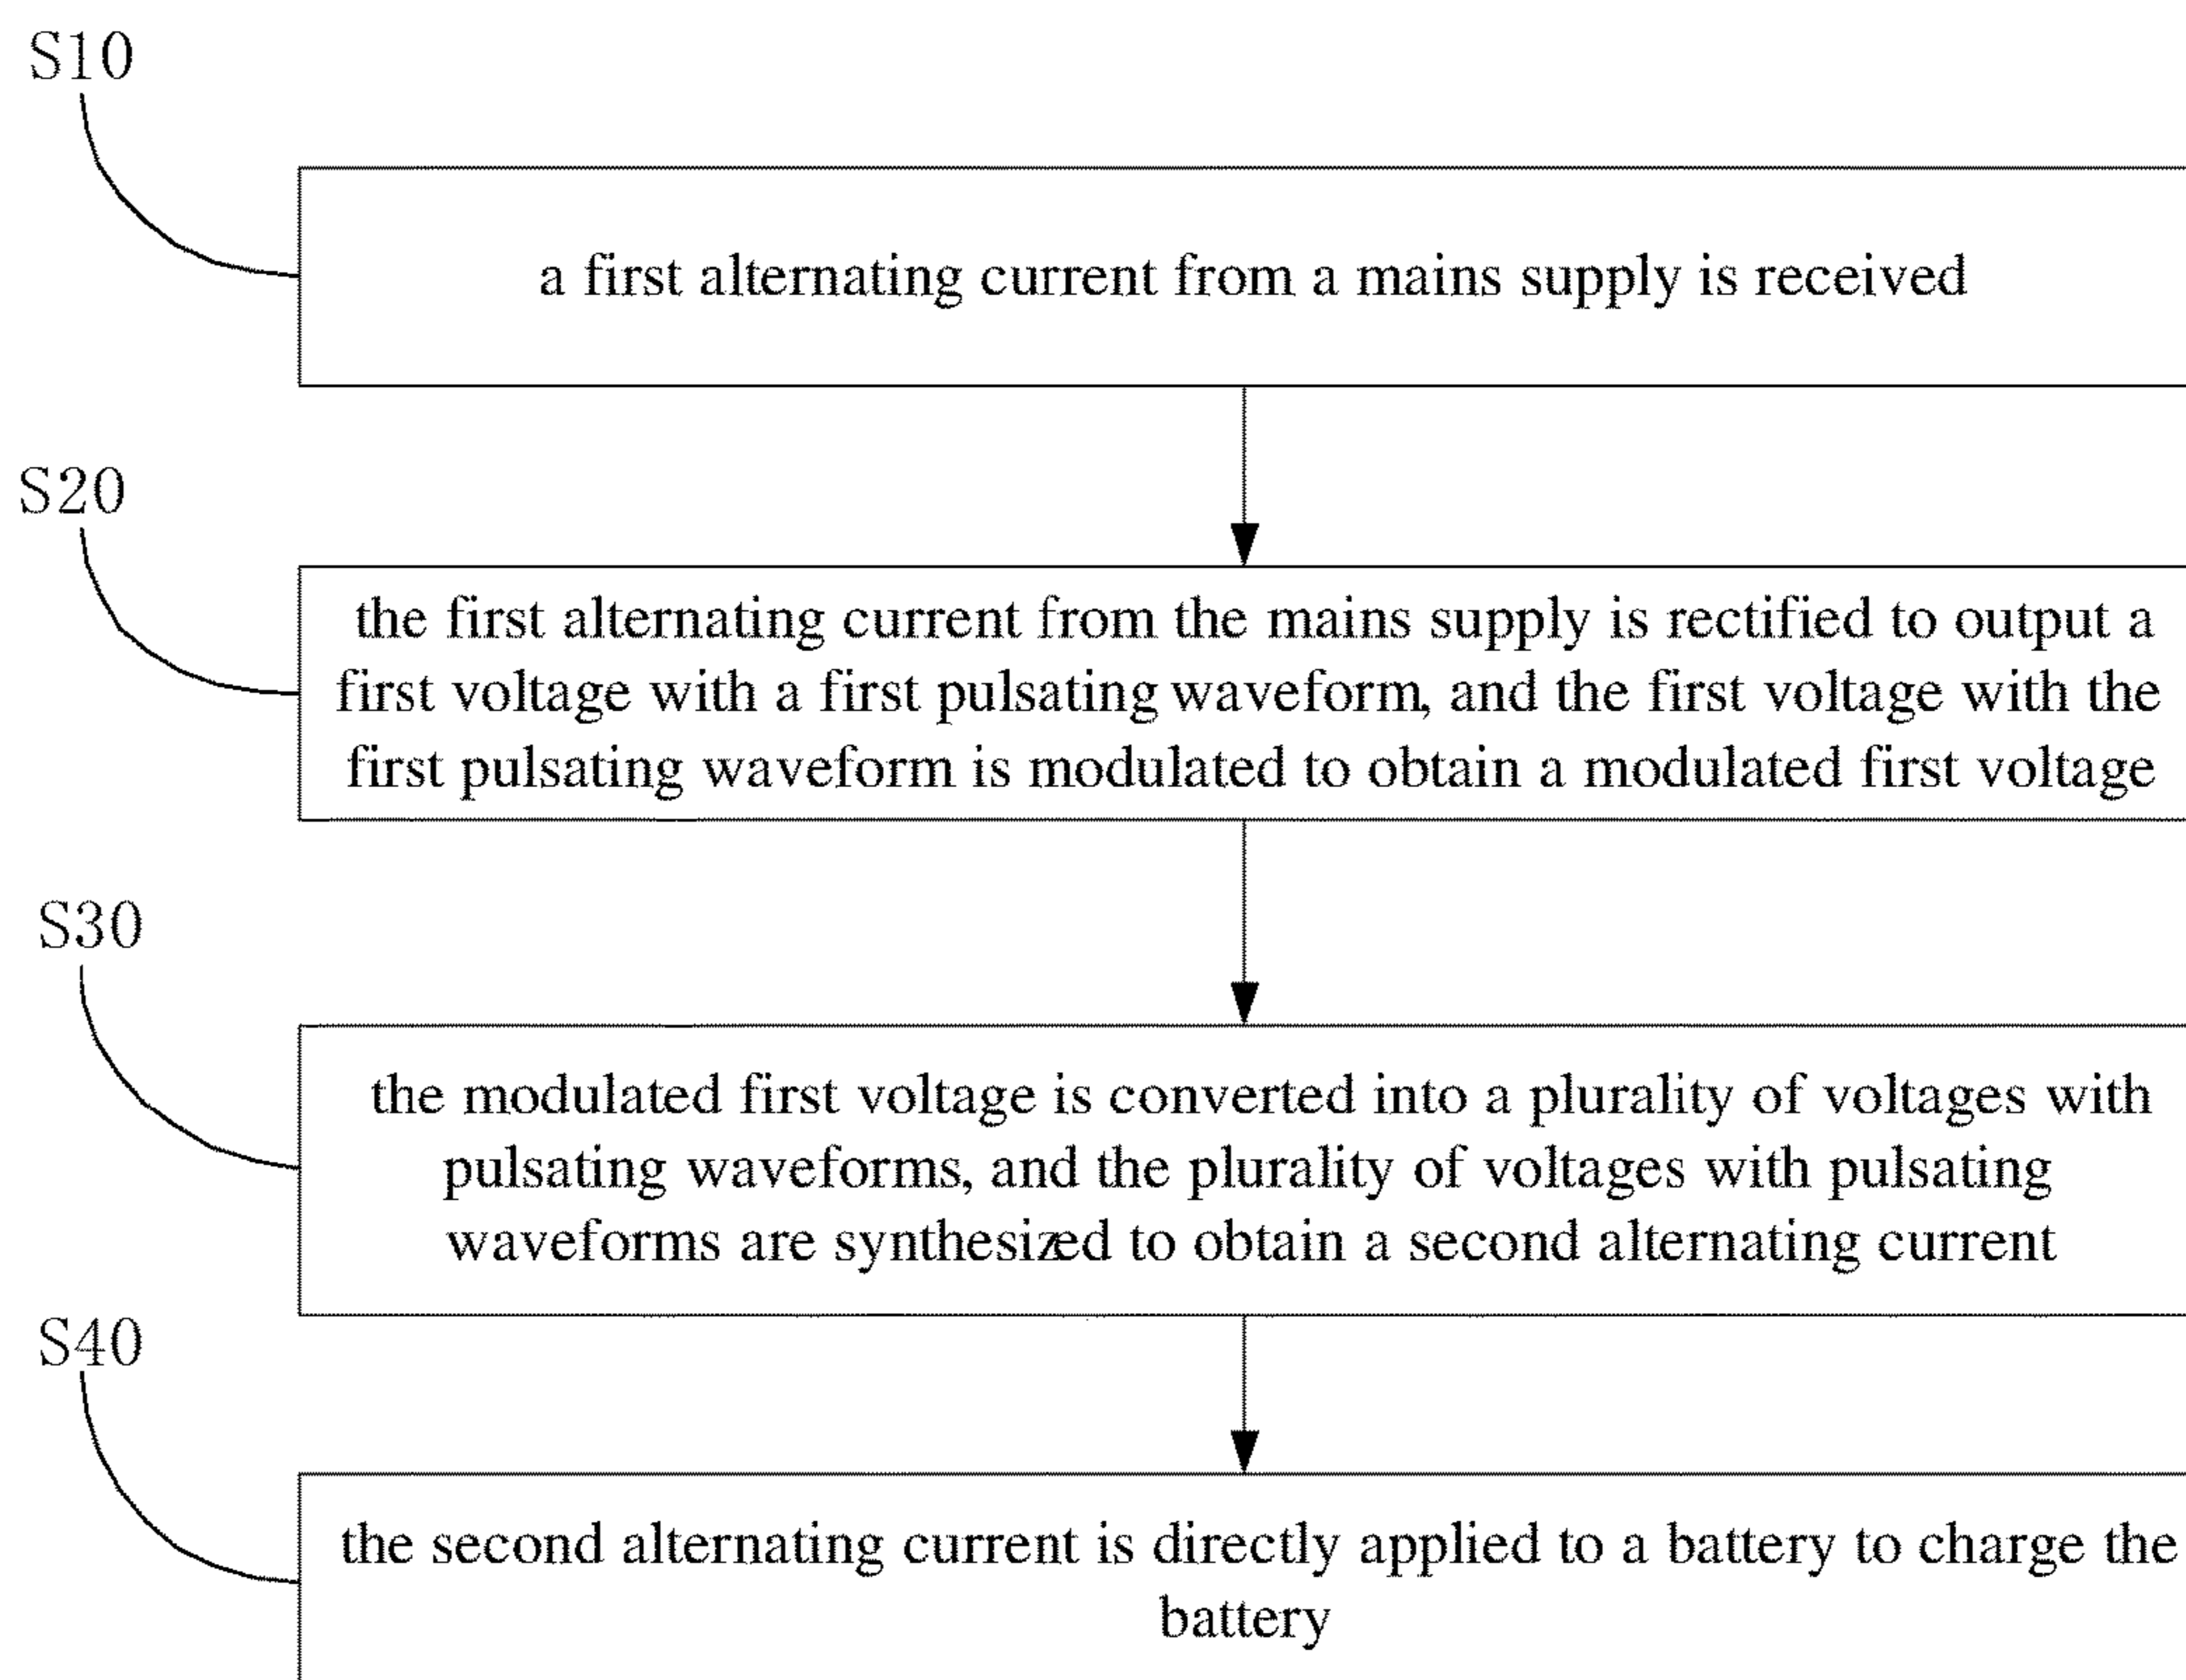 S10
a first alternating current from a mains supply is received
S20
the first alternating current from the mains supply is rectified to output a
first voltage with a first pulsating waveform, and the first voltage with the
first pulsating waveform is modulated to obtain a modulated first voltage
S30
the modulated first voltage is converted into a plurality of voltages with
pulsating waveforms, and the plurality of voltages with pulsating
waveforms are synthesized to obtain a second alternating current
S40
the second alternating current is directly applied to a battery to charge the
battery